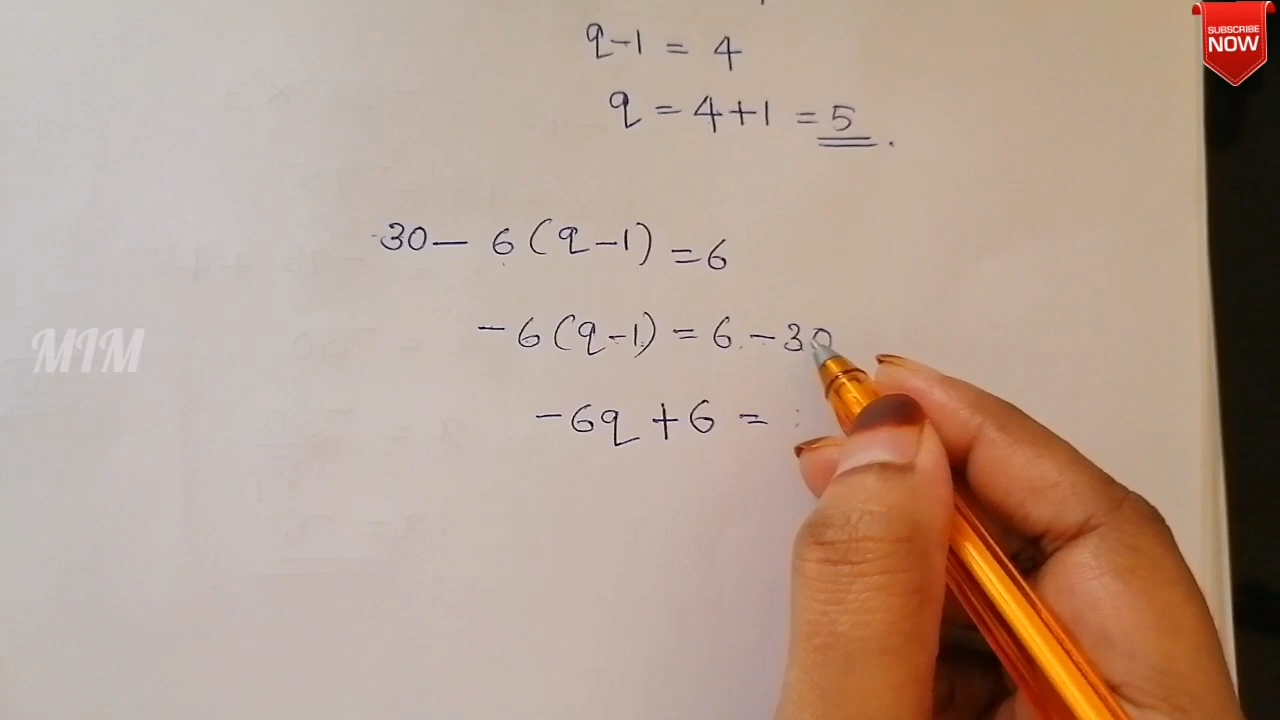 SUBSCRIBE
NOW
q-1 = 4
q = 4+1 = 5.
30 - 6(q-1) = 6
-6(q-1) = 6 - 30
MIM
-6q + 6 =